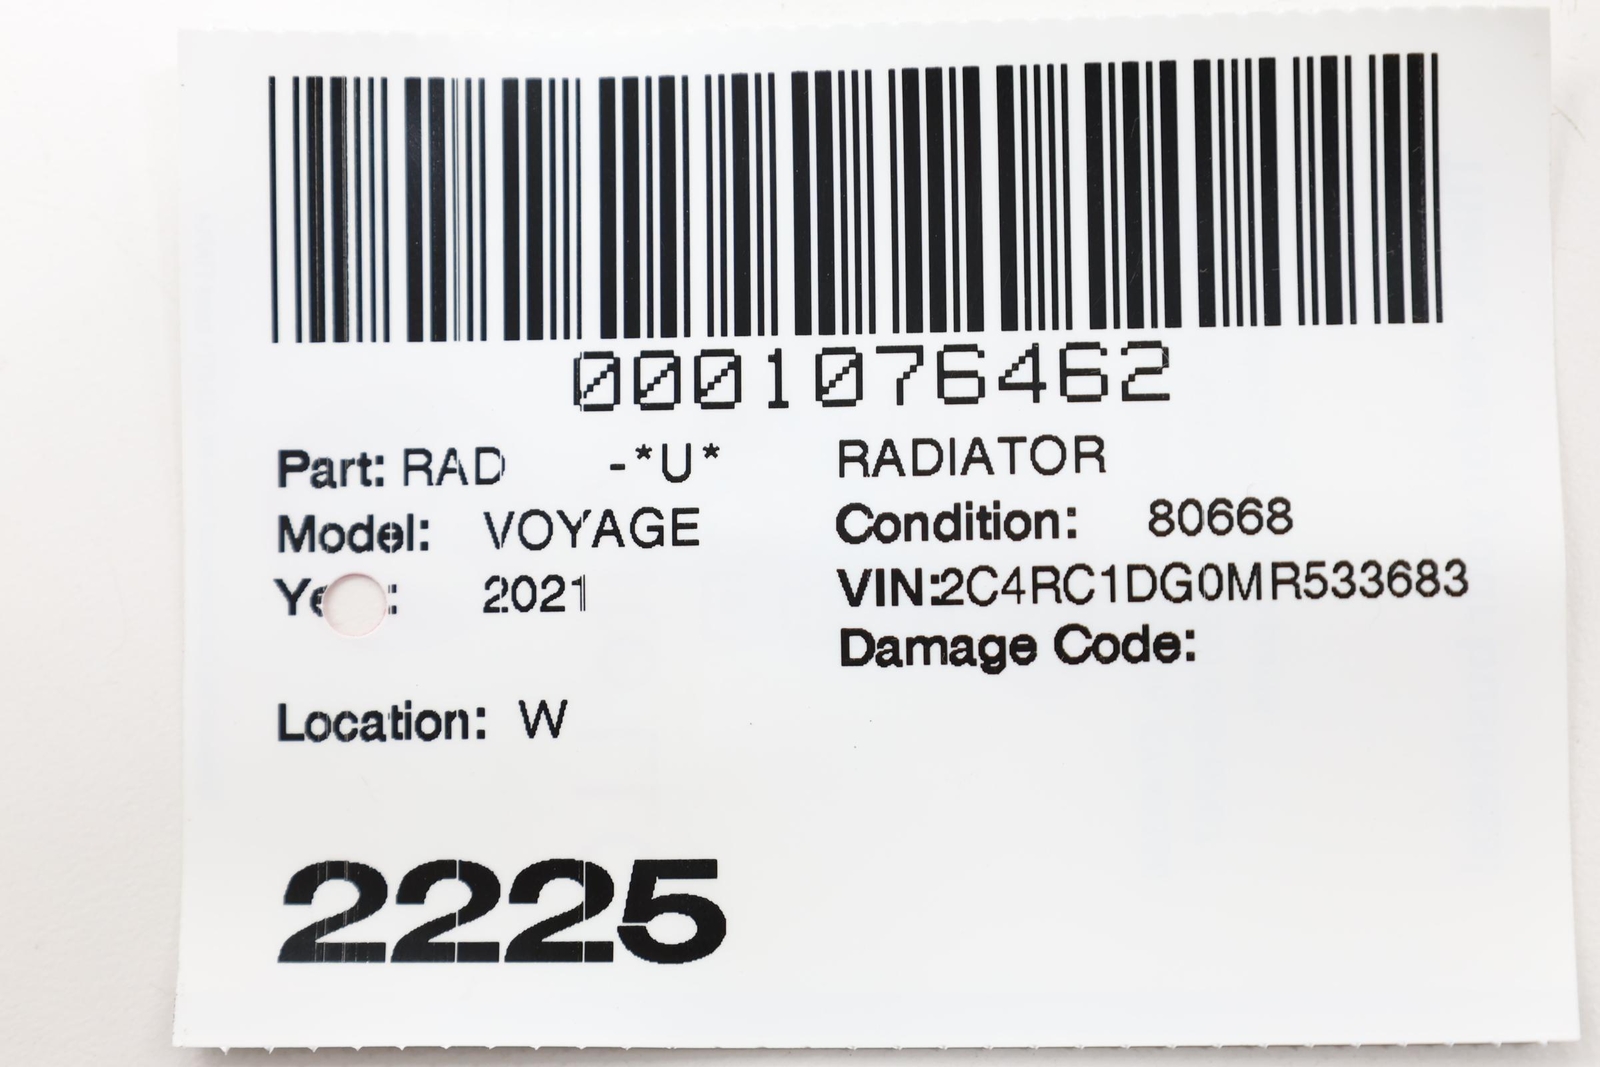 0001076462
Part: RAD -*U* RADIATOR
Model: VOYAGE Condition: 80668
Ye : 2021 VIN:2C4RC1DG0MR533683
Damage Code:
Location: W
2225